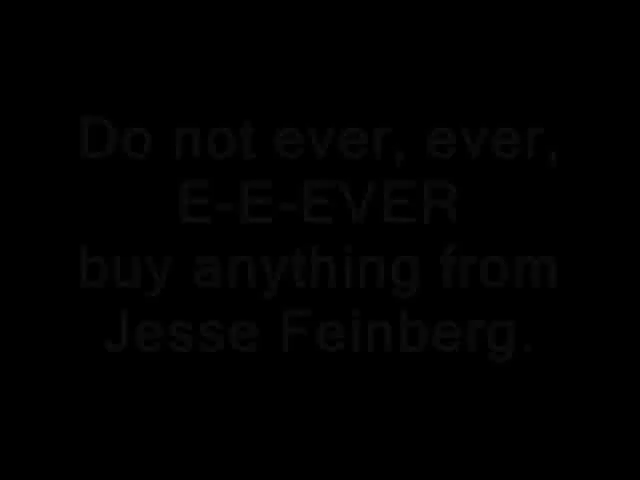 Do not ever, ever,
E-E-EVER
buy anything from
Jesse Feinberg.